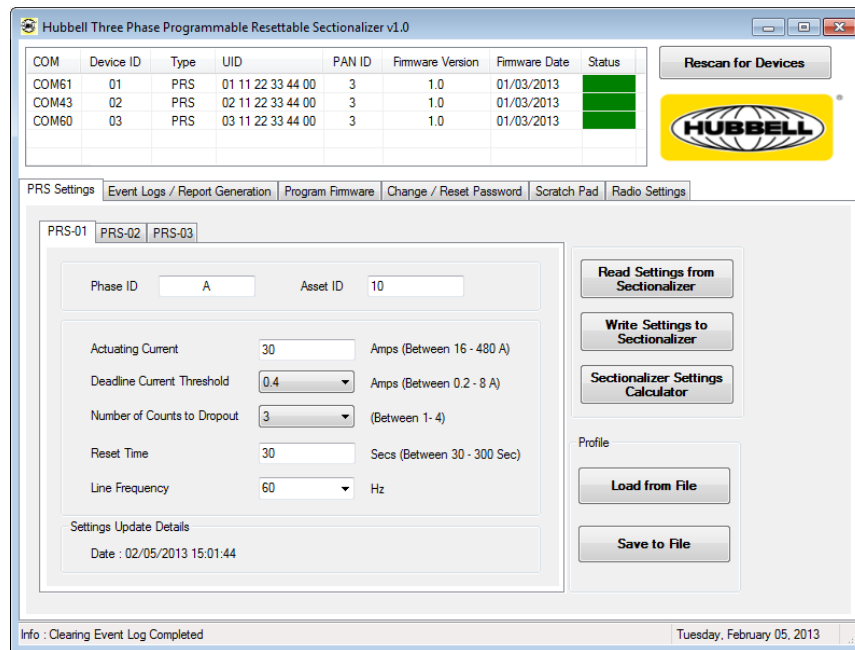 Hubbell Three Phase Programmable Resettable Sectionalizer v1.0
COM Device ID Type UID PAN ID Firmware Version Firmware Date Status
COM61 01 PRS 01 11 22 33 44 00 3 1.0 01/03/2013
COM43 02 PRS 02 11 22 33 44 00 3 1.0 01/03/2013
COM60 03 PRS 03 11 22 33 44 00 3 1.0 01/03/2013
Rescan for Devices
HUBBELL
PRS Settings Event Logs / Report Generation Program Firmware Change / Reset Password Scratch Pad Radio Settings
PRS-01 PRS-02 PRS-03
Phase ID A Asset ID 10
Actuating Current 30 Amps (Between 16 - 480 A)
Deadline Current Threshold 0.4 Amps (Between 0.2 - 8 A)
Number of Counts to Dropout 3 (Between 1- 4)
Reset Time 30 Secs (Between 30 - 300 Sec)
Line Frequency 60 Hz
Settings Update Details
Date : 02/05/2013 15:01:44
Read Settings from
Sectionalizer
Write Settings to
Sectionalizer
Sectionalizer Settings
Calculator
Profile
Load from File
Save to File
Info : Clearing Event Log Completed Tuesday, February 05, 2013